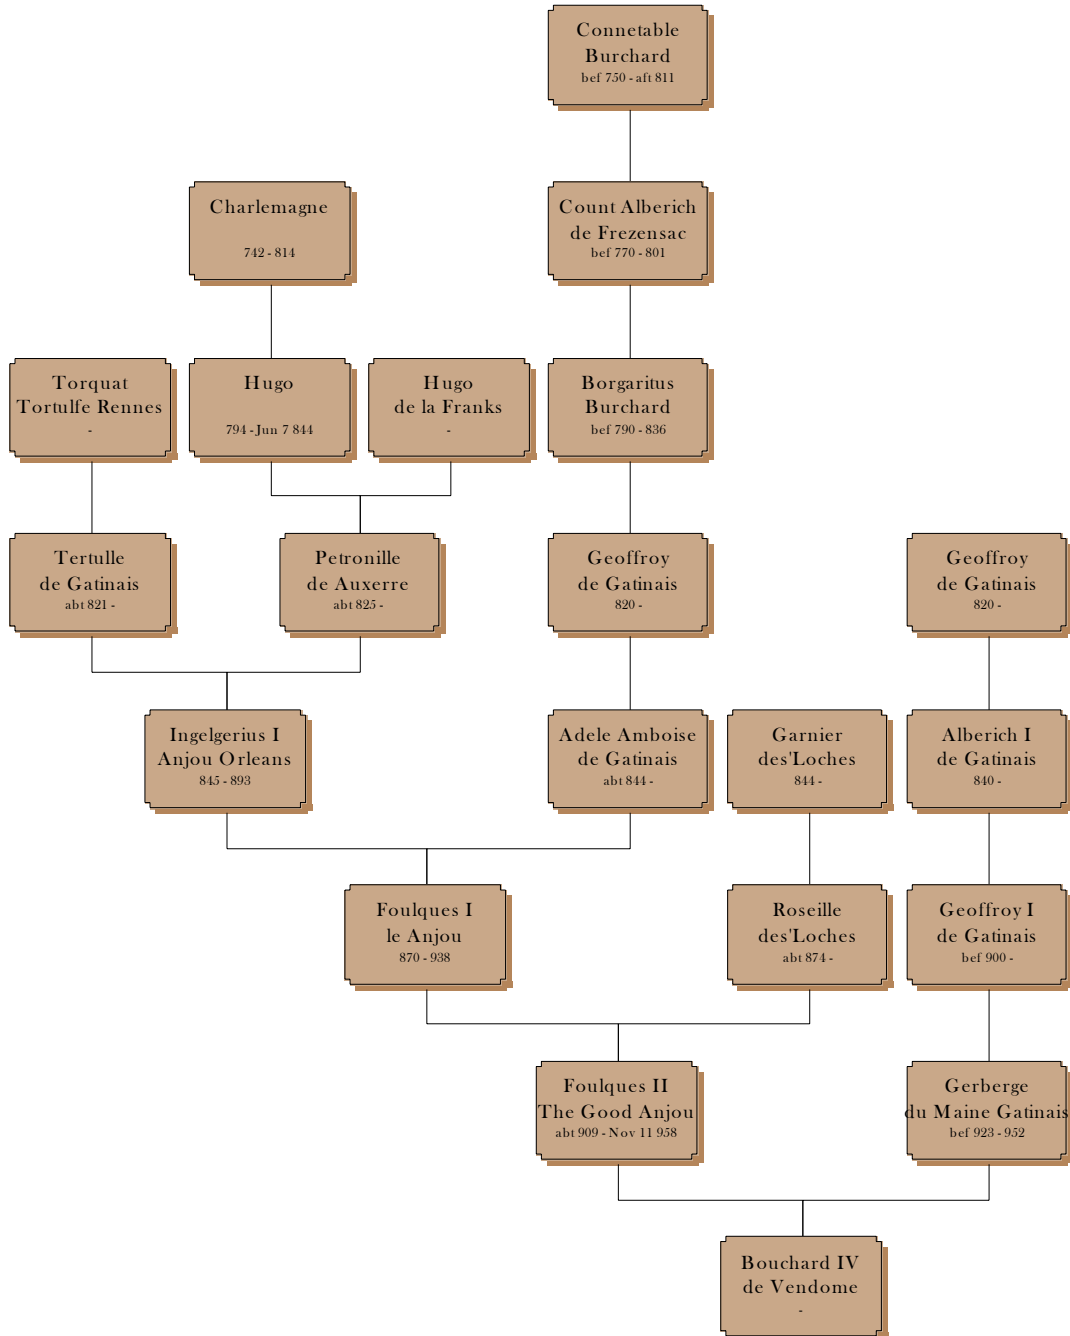 Connetable
Burchard
bef 750 - aft 811
Charlemagne
742 - 814
Count Alberich
de Frezensac
bef 770 - 801
Torquat
Tortulfe Rennes
-
Hugo
794 - Jun 7 844
Hugo
de la Franks
-
Borgaritus
Burchard
bef 790 - 836
Tertulle
de Gatinais
abt 821 -
Petronille
de Auxerre
abt 825 -
Geoffroy
de Gatinais
820 -
Geoffroy
de Gatinais
820 -
Ingelgerius I
Anjou Orleans
845 - 893
Adele Amboise
de Gatinais
abt 844 -
Garnier
des'Loches
844 -
Alberich I
de Gatinais
840 -
Foulques I
le Anjou
870 - 938
Roseille
des'Loches
abt 874 -
Geoffroy I
de Gatinais
bef 900 -
Foulques II
The Good Anjou
abt 909 - Nov 11 958
Gerberge
du Maine Gatinais
bef 923 - 952
Bouchard IV
de Vendome
-